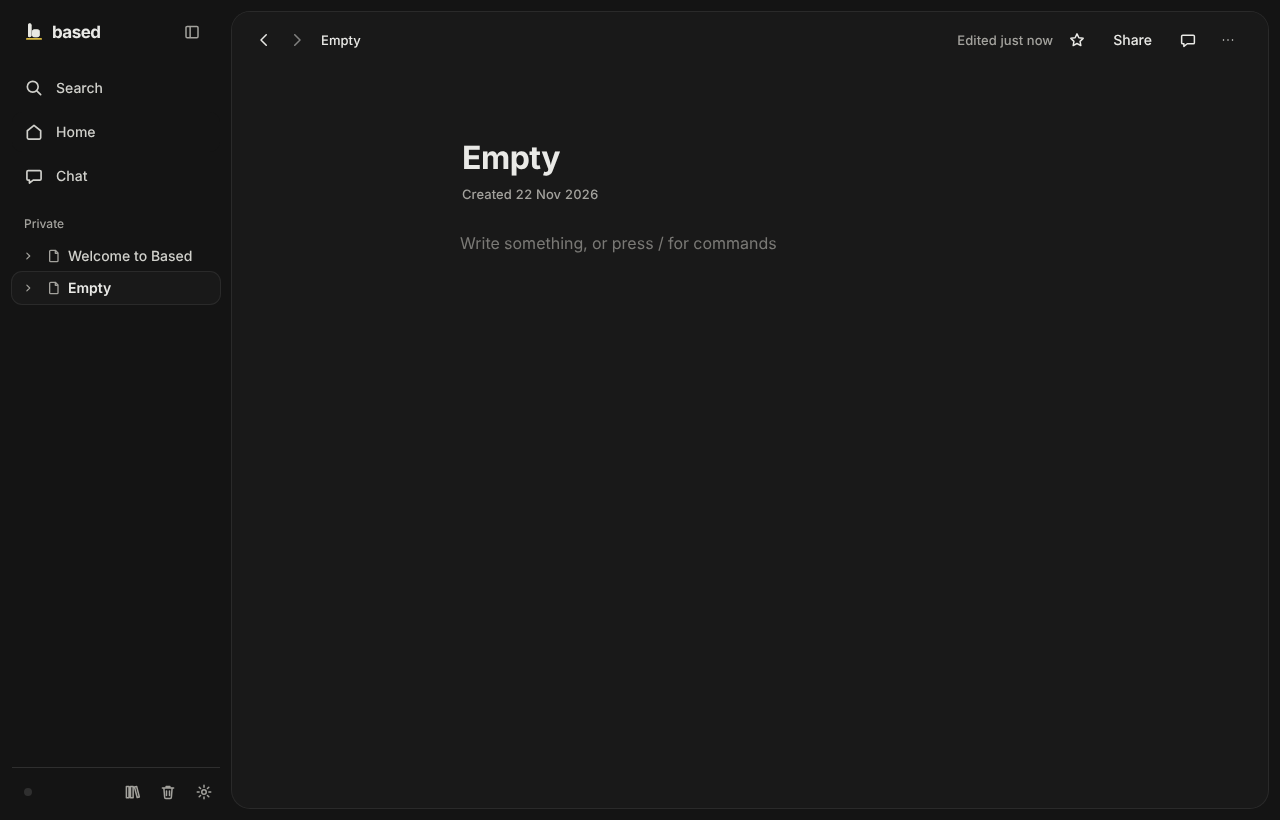 based
Search
Home
Chat
Private
Welcome to Based
Empty
Empty
Edited just now
Share
Empty
Created 22 Nov 2026
Write something, or press / for commands